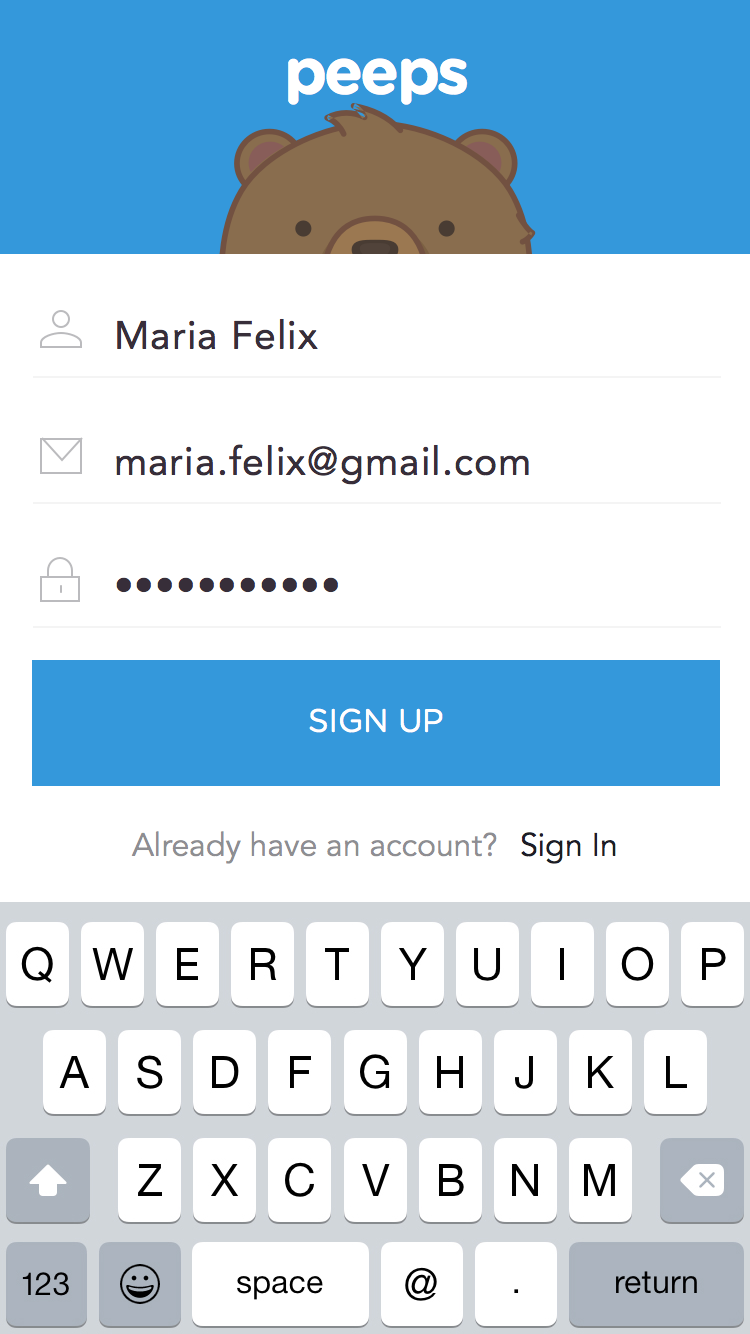 peeps
Maria Felix
maria.felix@gmail.com
•••••••••••
SIGN UP
Already have an account? Sign In
Q W E R T Y U I O P
A S D F G H J K L
Z X C V B N M
123 space @ . return